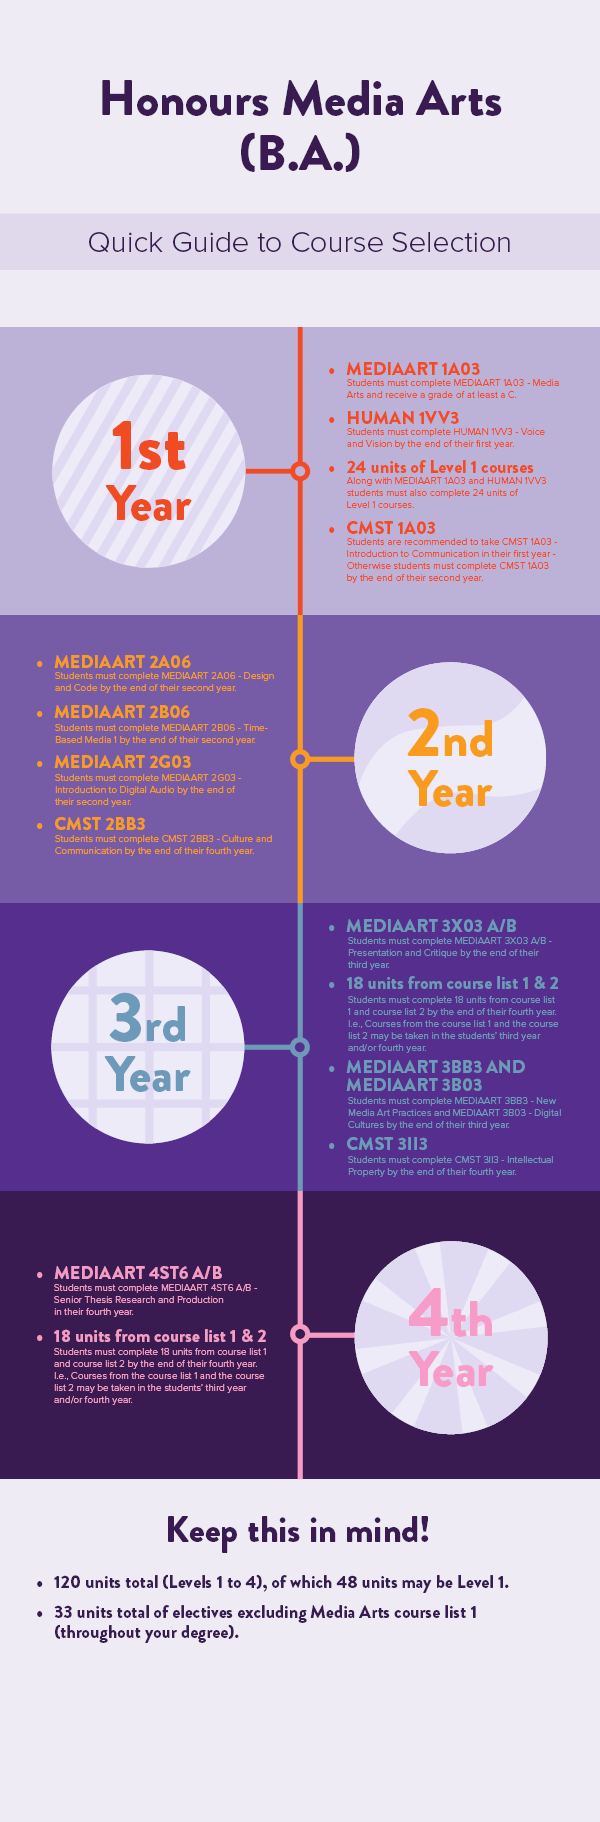 Honours Media Arts
(B.A.)
Quick Guide to Course Selection
1st
Year
• MEDIAART 1A03
Students must complete MEDIAART 1A03 - Media
Arts and receive a grade of at least a C.
• HUMAN 1VV3
Students must complete HUMAN 1VV3 - Voice
and Vision by the end of their first year.
• 24 units of Level 1 courses
Along with MEDIAART 1A03 and HUMAN 1VV3
students must also complete 24 units of
Level 1 courses.
• CMST 1A03
Students are recommended to take CMST 1A03 -
Introduction to Communication in their first year -
Otherwise students must complete CMST 1A03
by the end of their second year.
• MEDIAART 2A06
Students must complete MEDIAART 2A06 - Design
and Code by the end of their second year.
• MEDIAART 2B06
Students must complete MEDIAART 2B06 - Time-
Based Media 1 by the end of their second year.
• MEDIAART 2G03
Students must complete MEDIAART 2G03 -
Introduction to Digital Audio by the end of
their second year.
• CMST 2BB3
Students must complete CMST 2BB3 - Culture and
Communication by the end of their fourth year.
2nd
Year
3rd
Year
• MEDIAART 3X03 A/B
Students must complete MEDIAART 3X03 A/B -
Presentation and Critique by the end of their
third year.
• 18 units from course list 1 & 2
Students must complete 18 units from course list
1 and course list 2 by the end of their fourth year.
I.e., Courses from the course list 1 and the course
list 2 may be taken in the students' third year
and/or fourth year.
• MEDIAART 3BB3 AND
MEDIAART 3B03
Students must complete MEDIAART 3BB3 - New
Media Art Practices and MEDIAART 3B03 - Digital
Cultures by the end of their third year.
• CMST 3II3
Students must complete CMST 3II3 - Intellectual
Property by the end of their fourth year.
• MEDIAART 4ST6 A/B
Students must complete MEDIAART 4ST6 A/B -
Senior Thesis Research and Production
in their fourth year.
• 18 units from course list 1 & 2
Students must complete 18 units from course list 1
and course list 2 by the end of their fourth year.
I.e., Courses from the course list 1 and the course
list 2 may be taken in the students' third year
and/or fourth year.
4th
Year
Keep this in mind!
• 120 units total (Levels 1 to 4), of which 48 units may be Level 1.
• 33 units total of electives excluding Media Arts course list 1
(throughout your degree).